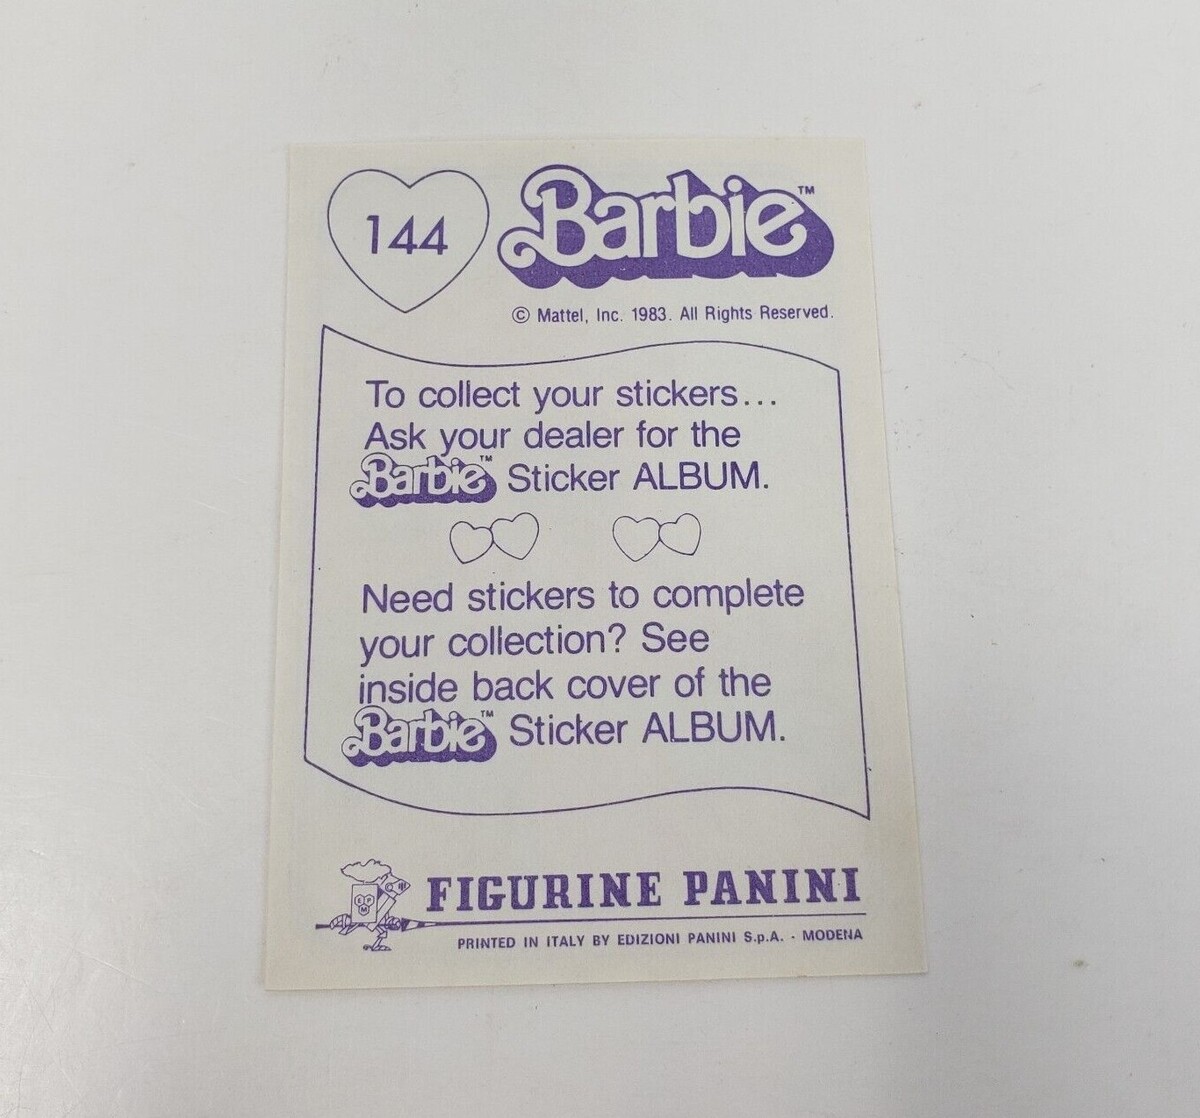 144
Barbie™
© Mattel, Inc. 1983. All Rights Reserved.
To collect your stickers...
Ask your dealer for the
Barbie™ Sticker ALBUM.
Need stickers to complete
your collection? See
inside back cover of the
Barbie™ Sticker ALBUM.
EFM
FIGURINE PANINI
PRINTED IN ITALY BY EDIZIONI PANINI S.p.A. - MODENA